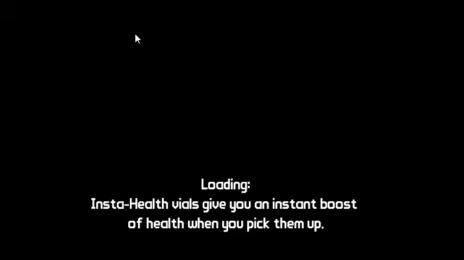 Loading:
Insta-Health vials give you an instant boost
of health when you pick them up.